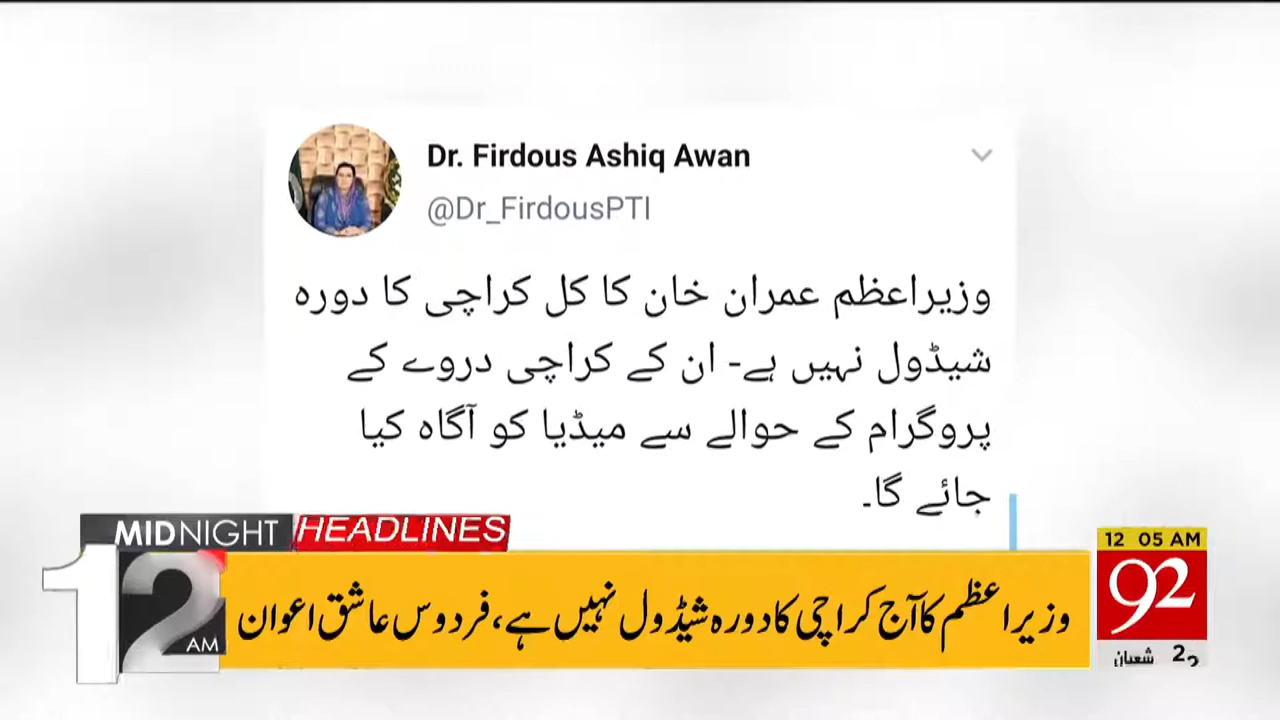 Dr. Firdous Ashiq Awan
@Dr_FirdousPTI
وزیراعظم عمران خان کا کل کراچی کا دورہ
شیڈول نہیں ہے- ان کے کراچی دروے کے
پروگرام کے حوالے سے میڈیا کو آگاہ کیا
جائے گا۔
MIDNIGHT HEADLINES
12 AM
وزیراعظم کا آج کراچی کا دورہ شیڈول نہیں ہے، فردوس عاشق اعوان
12 05 AM
92
شعبان